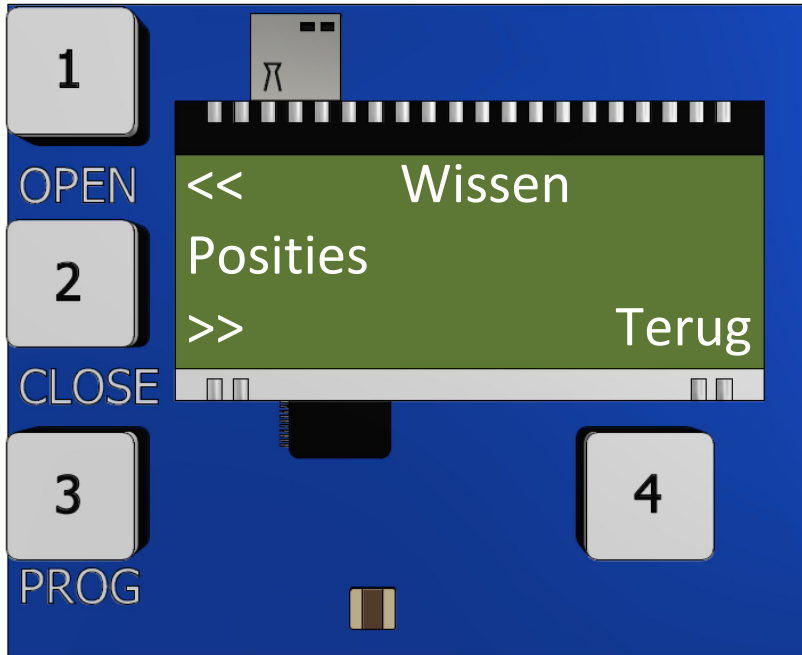 1
OPEN
<< Wissen
Posities
2
>> Terug
CLOSE
3
4
PROG